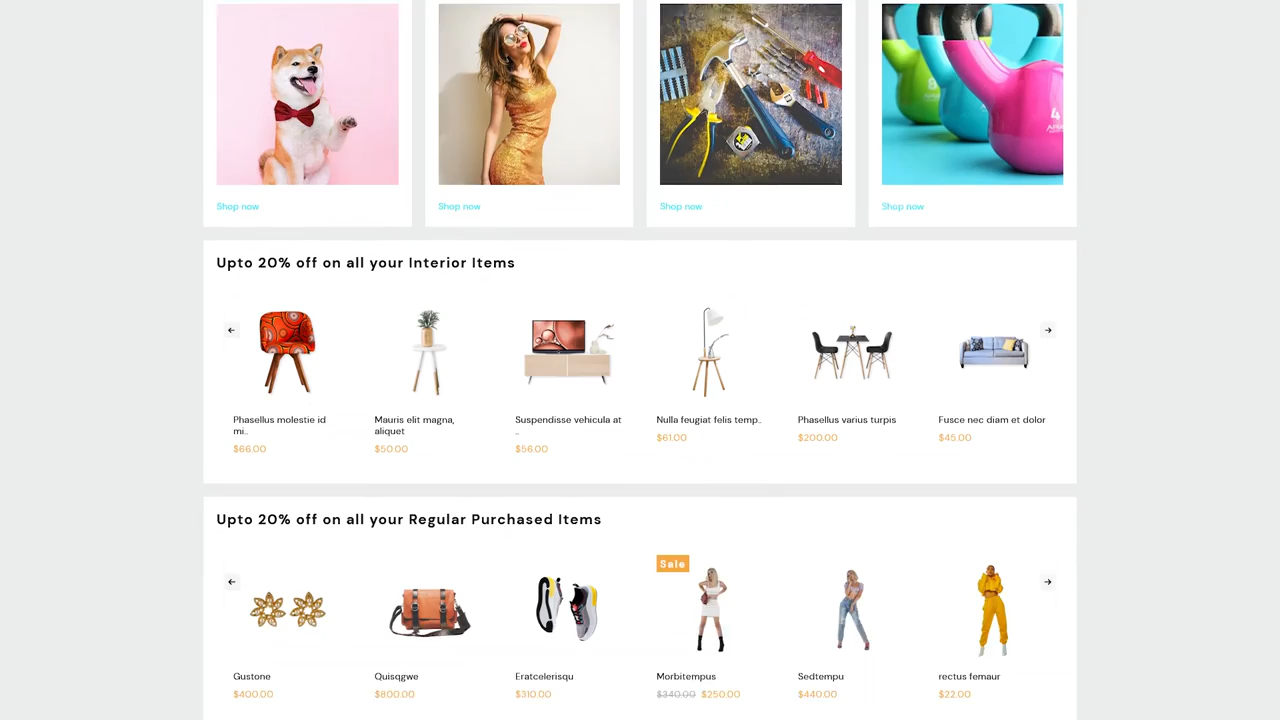 Shop now
Shop now
Shop now
Shop now
Upto 20% off on all your Interior Items
Phasellus molestie id
mi..
$66.00
Mauris elit magna,
aliquet
$50.00
Suspendisse vehicula at
..
$56.00
Nulla feugiat felis temp..
$61.00
Phasellus varius turpis
$200.00
Fusce nec diam et dolor
$45.00
Upto 20% off on all your Regular Purchased Items
Gustone
$400.00
Quisqgwe
$800.00
Eratcelerisqu
$310.00
Sale
Morbitempus
$340.00 $250.00
Sedtempu
$440.00
rectus femaur
$22.00